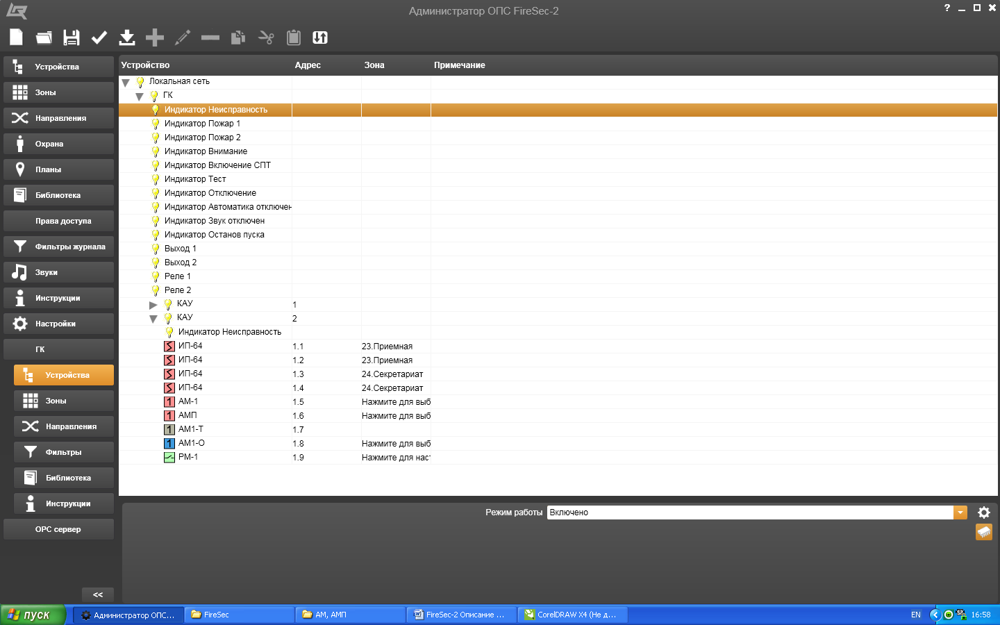 Администратор ОПС FireSec-2
?
Устройства
Зоны
Направления
Охрана
Планы
Библиотека
Права доступа
Фильтры журнала
Звуки
Инструкции
Настройки
ГК
Устройства
Зоны
Направления
Фильтры
Библиотека
Инструкции
OPC сервер
<<
Устройство Адрес Зона Примечание
Локальная сеть
ГК
Индикатор Неисправность
Индикатор Пожар 1
Индикатор Пожар 2
Индикатор Внимание
Индикатор Включение СПТ
Индикатор Тест
Индикатор Отключение
Индикатор Автоматика отключен
Индикатор Звук отключен
Индикатор Останов пуска
Выход 1
Выход 2
Реле 1
Реле 2
КАУ 1
КАУ 2
Индикатор Неисправность
ИП-64 1.1 23.Приемная
ИП-64 1.2 23.Приемная
ИП-64 1.3 24.Секретариат
ИП-64 1.4 24.Секретариат
1 АМ-1 1.5 Нажмите для выб
1 АМП 1.6 Нажмите для выб
1 АМ1-Т 1.7
1 АМ1-О 1.8 Нажмите для выб
РМ-1 1.9 Нажмите для наст
Режим работы Включено
пуск
Администратор ОПС...
FireSec
АМ, АМП
FireSec-2 Описание ...
CorelDRAW X4 (Не д...
EN
16:58